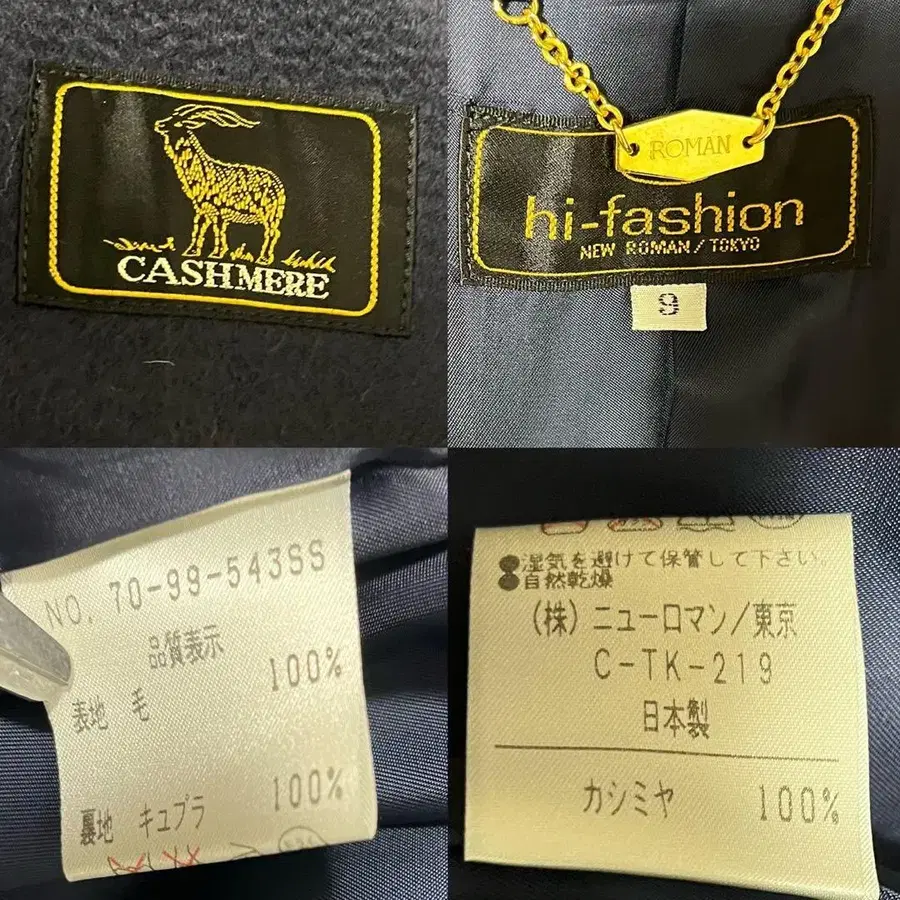 CASHMERE
ROMAN
hi-fashion
NEW ROMAN/TOKYO
9
NO 70-99-543SS
品質表示
表地 毛 100%
裏地 キュプラ 100%
●湿気を避けて保管して下さい。
●自然乾燥
(株)ニューロマン/東京
C-TK-219
日本製
カシミヤ 100%